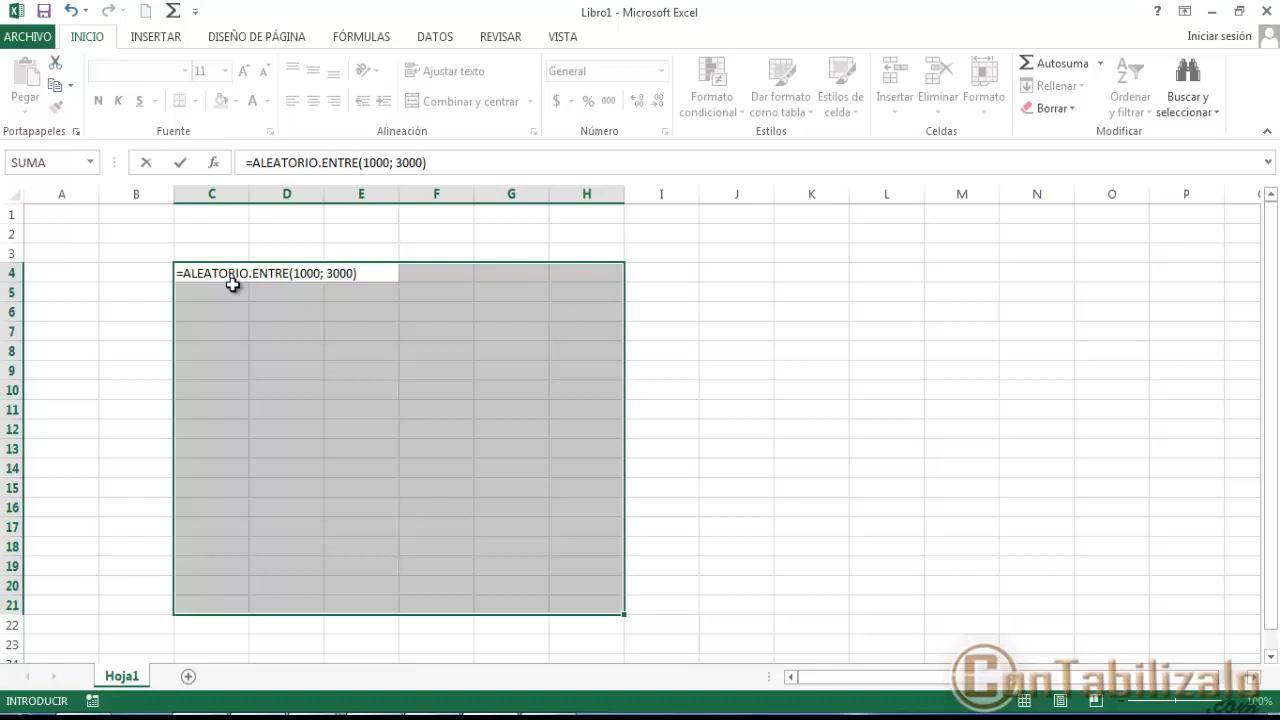 Libro1 - Microsoft Excel
?
ARCHIVO INICIO INSERTAR DISEÑO DE PÁGINA FÓRMULAS DATOS REVISAR VISTA Iniciar sesión
Pegar
11
N K S
Ajustar texto
Combinar y centrar
General
$ % 000
Formato condicional
Dar formato como tabla
Estilos de celda
Insertar Eliminar Formato
Autosuma
Rellenar
Borrar
Ordenar y filtrar
Buscar y seleccionar
Portapapeles Fuente Alineación Número Estilos Celdas Modificar
SUMA =ALEATORIO.ENTRE(1000; 3000)
A B C D E F G H I J K L M N O P
1
2
3
4 =ALEATORIO.ENTRE(1000; 3000)
5
6
7
8
9
10
11
12
13
14
15
16
17
18
19
20
21
22
23
Hoja1
ConTabilizalo
.com
INTRODUCIR 100%